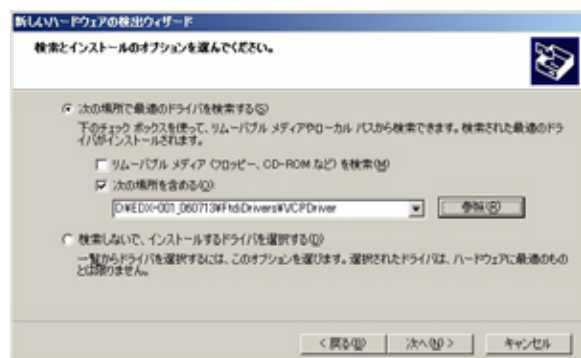 新しいハードウェアの検出ウィザード
検索とインストールのオプションを選んでください。
次の場所で最適のドライバを検索する(S)
下のチェック ボックスを使って、リムーバブル メディアやローカル パスから検索できます。検索された最適のドラ
イバがインストールされます。
リムーバブル メディア (フロッピー、CD-ROM など) を検索(M)
次の場所を含める(O)
D:¥EDX-001_060713¥FtdiDrivers¥VCPDriver
参照(R)
検索しないで、インストールするドライバを選択する(D)
一覧からドライバを選択するには、このオプションを選びます。選択されたドライバは、ハードウェアに最適のもの
とは限りません。
< 戻る(B)
次へ(N) >
キャンセル